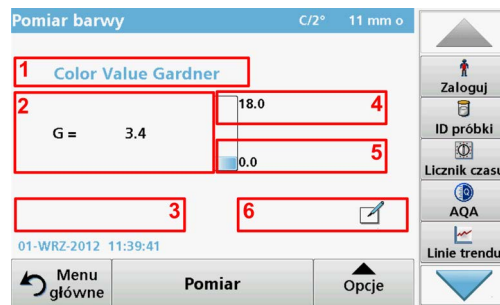 Pomiar barwy C/2° 11 mm o
1 Color Value Gardner
2
G = 3.4
18.0 4
0.0 5
3
6
01-WRZ-2012 11:39:41
Menu główne
Pomiar
Opcje
Zaloguj
ID próbki
Licznik czasu
AQA
Linie trendu